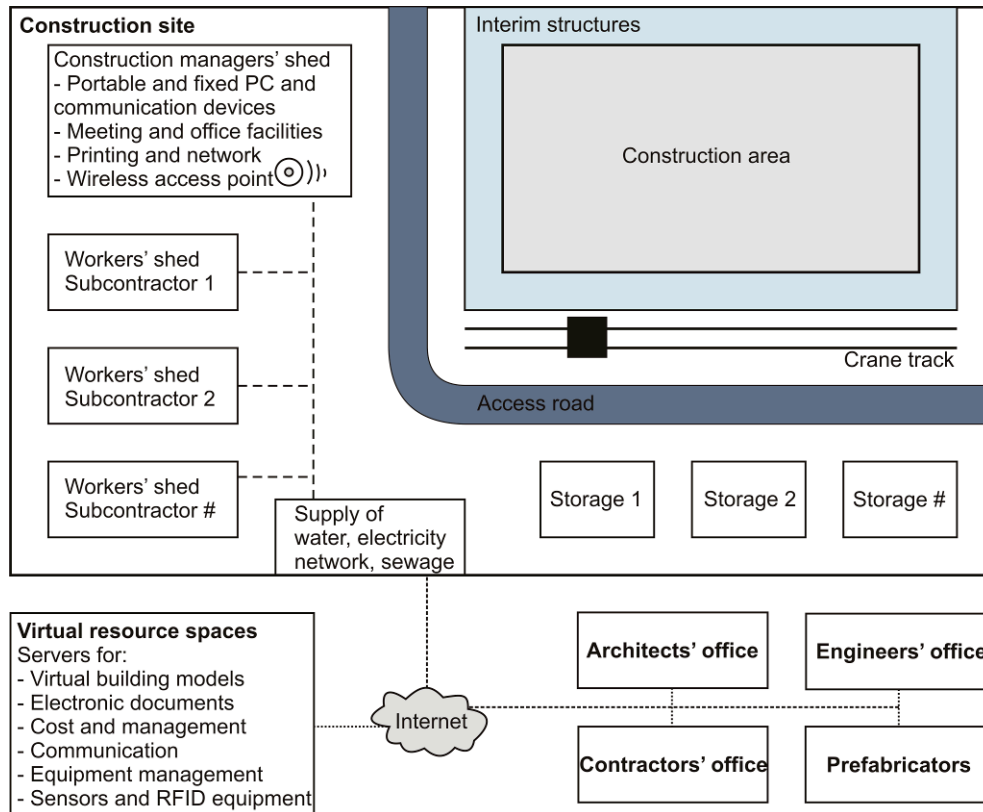 Construction site
Construction managers’ shed
- Portable and fixed PC and
communication devices
- Meeting and office facilities
- Printing and network
- Wireless access point
Workers’ shed
Subcontractor 1
Workers’ shed
Subcontractor 2
Workers’ shed
Subcontractor #
Supply of
water, electricity
network, sewage
Interim structures
Construction area
Crane track
Access road
Storage 1
Storage 2
Storage #
Virtual resource spaces
Servers for:
- Virtual building models
- Electronic documents
- Cost and management
- Communication
- Equipment management
- Sensors and RFID equipment
Internet
Architects’ office
Engineers’ office
Contractors’ office
Prefabricators